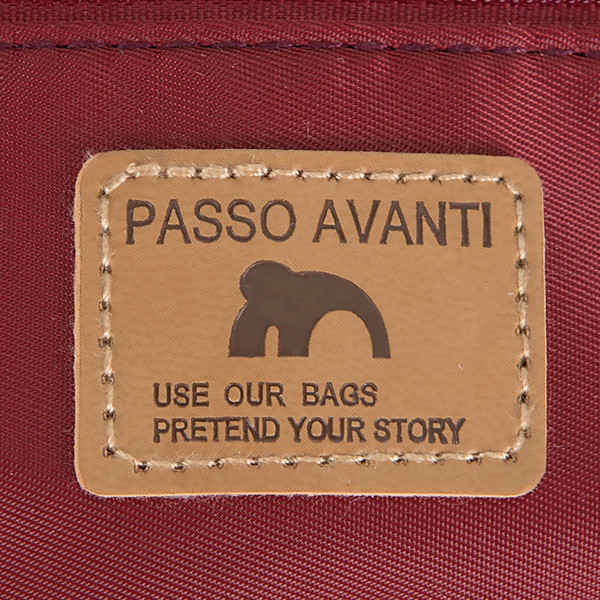 PASSO AVANTI
USE OUR BAGS
PRETEND YOUR STORY